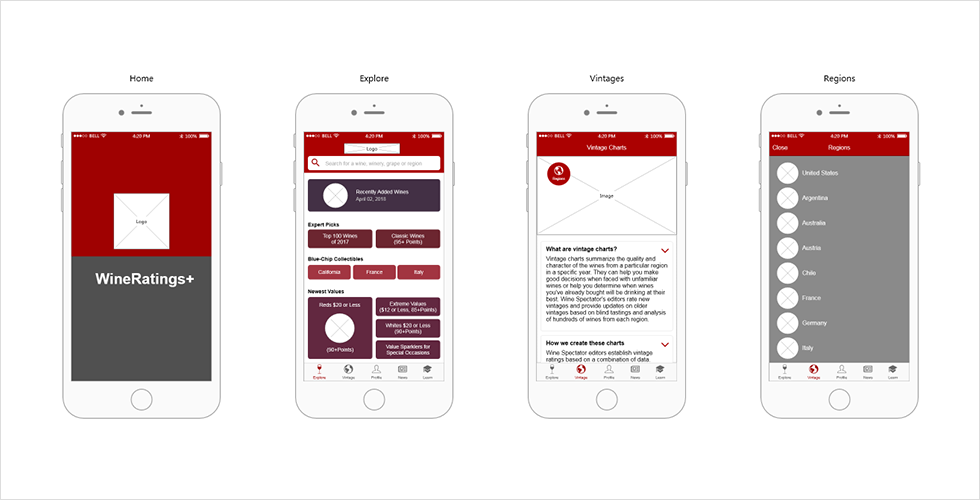 Home
BELL 4:20 PM 100%
Logo
WineRatings+
Explore
BELL 4:20 PM 100%
Logo
Search for a wine, winery, grape or region
Recently Added Wines
April 02, 2018
Expert Picks
Top 100 Wines
of 2017
Classic Wines
(95+ Points)
Blue-Chip Collectibles
California
France
Italy
Newest Values
Reds $20 or Less
(90+Points)
Extreme Values
($12 or Less, 85+Points)
Whites $20 or Less
(90+Points)
Value Sparklers for
Special Occasions
Explore Vintage Profile News Learn
Vintages
BELL 4:20 PM 100%
Vintage Charts
Regions
Image
What are vintage charts?
Vintage charts summarize the quality and
character of the wines from a particular region
in a specific year. They can help you make
good decisions when faced with unfamiliar
wines or help you determine when wines
you've already bought will be drinking at their
best. Wine Spectator's editors rate new
vintages and provide updates on older
vintages based on blind tastings and analysis
of hundreds of wines from each region.
How we create these charts
Wine Spectator editors establish vintage
ratings based on a combination of data
Explore Vintage Profile News Learn
Regions
BELL 4:20 PM 100%
Close Regions
United States
Argentina
Australia
Austria
Chile
France
Germany
Italy
Explore Vintage Profile News Learn